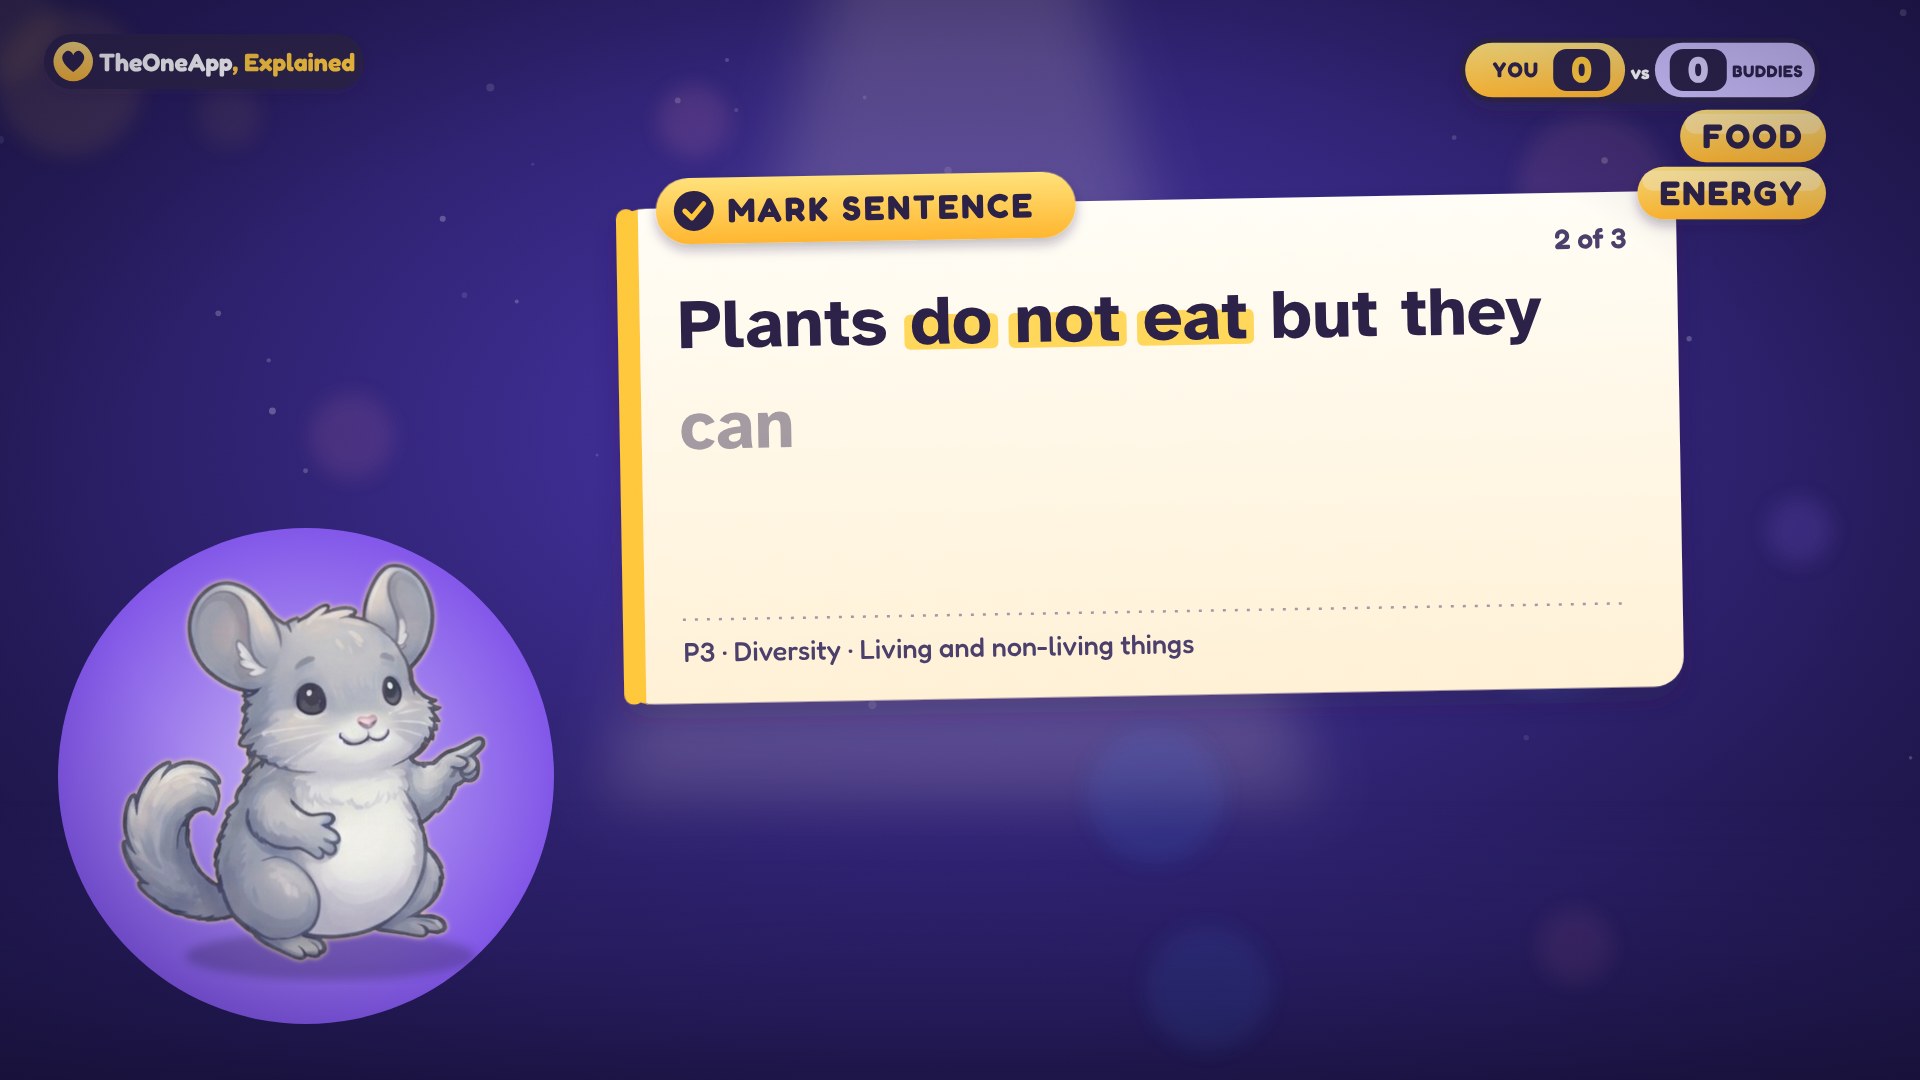 TheOneApp, Explained
YOU 0 vs 0 BUDDIES
FOOD
ENERGY
MARK SENTENCE
2 of 3
Plants do not eat but they
can
P3 · Diversity · Living and non-living things